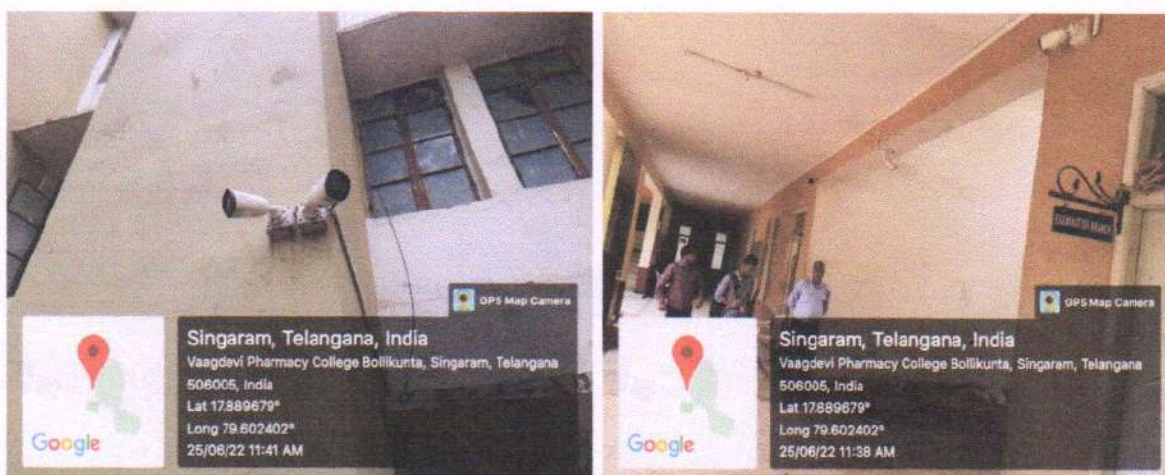 GPS Map Camera
Singaram, Telangana, India
Vaagdevi Pharmacy College Bollikunta, Singaram, Telangana
506005, India
Lat 17.889679°
Long 79.602402°
25/06/22 11:41 AM
Google
EXAMINATION BRANCH
GPS Map Camera
Singaram, Telangana, India
Vaagdevi Pharmacy College Bollikunta, Singaram, Telangana
506005, India
Lat 17.889679°
Long 79.602402°
25/06/22 11:38 AM
Google